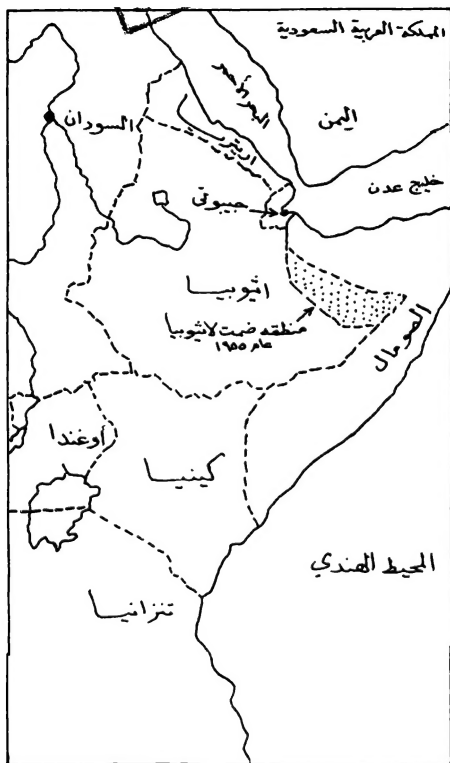 المملكة العربية السعودية
البحر الأحمر
اليمن
السودان
اريتريا
خليج عدن
جيبوتي
اثيوبيا
منطقه ضمت لاثيوبيا
عام ١٩٥٥
الصومال
اوغندا
كينيا
المحيط الهندي
تنزانيا